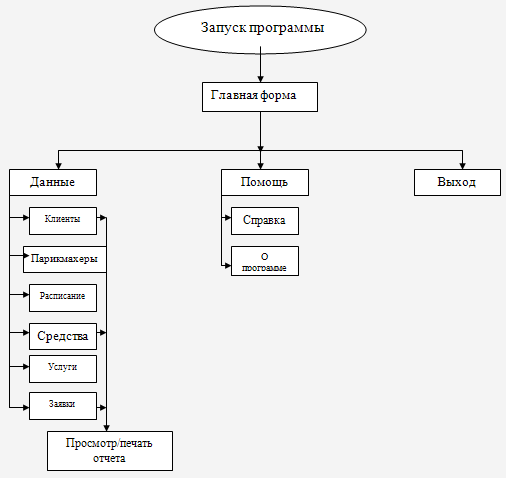 Запуск программы
Главная форма
Данные
Помощь
Выход
Клиенты
Парикмахеры
Расписание
Средства
Услуги
Заявки
Справка
О
программе
Просмотр/печать
отчета